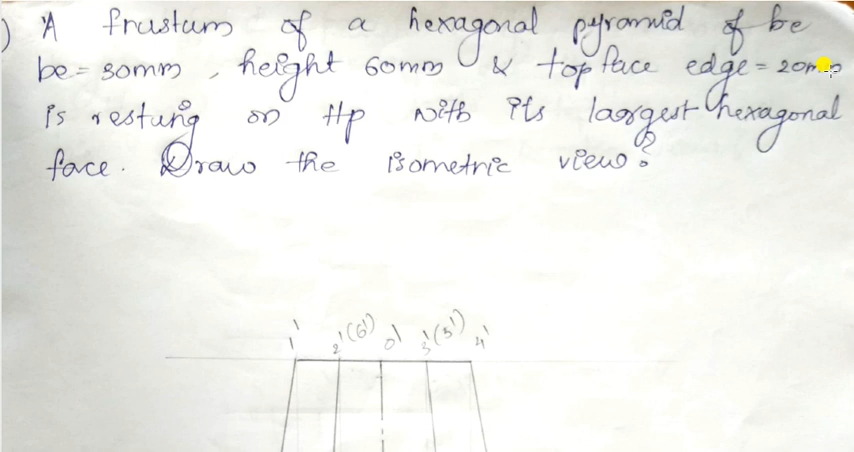 ) A frustum of a hexagonal pyramid of be
be = 30mm, height 60mm & top face edge = 20mm
is resting on Hp with its largest hexagonal
face. Draw the isometric view?
1' 2'(6') o' 3'(5') 4'